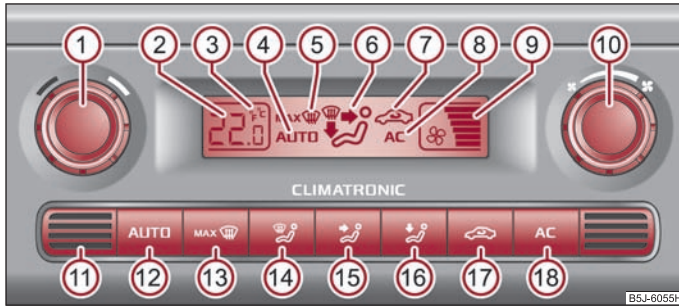 1 2 3 4 5 6 7 8 9 10
°C
°F
22.0 MAX
AUTO AC
CLIMATRONIC
AUTO MAX AC
11 12 13 14 15 16 17 18
B5J-6055H